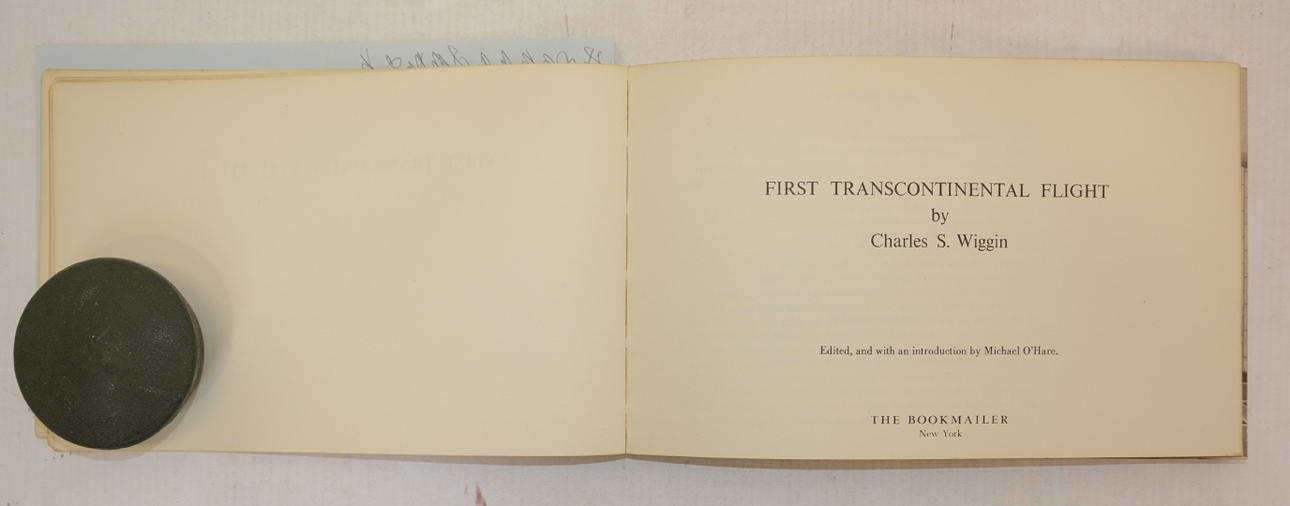 FIRST TRANSCONTINENTAL FLIGHT
by
Charles S. Wiggin
Edited, and with an introduction by Michael O'Hare.
THE BOOKMAILER
New York